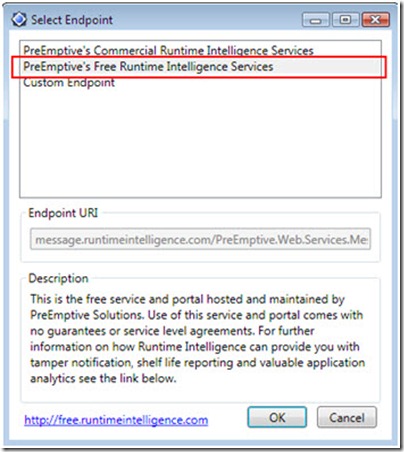 Select Endpoint
PreEmptive's Commercial Runtime Intelligence Services
PreEmptive's Free Runtime Intelligence Services
Custom Endpoint
Endpoint URI
message.runtimeintelligence.com/PreEmptive.Web.Services.Me
Description
This is the free service and portal hosted and maintained by
PreEmptive Solutions. Use of this service and portal comes with
no guarantees or service level agreements. For further
information on how Runtime Intelligence can provide you with
tamper notification, shelf life reporting and valuable application
analytics see the link below.
http://free.runtimeintelligence.com
OK
Cancel